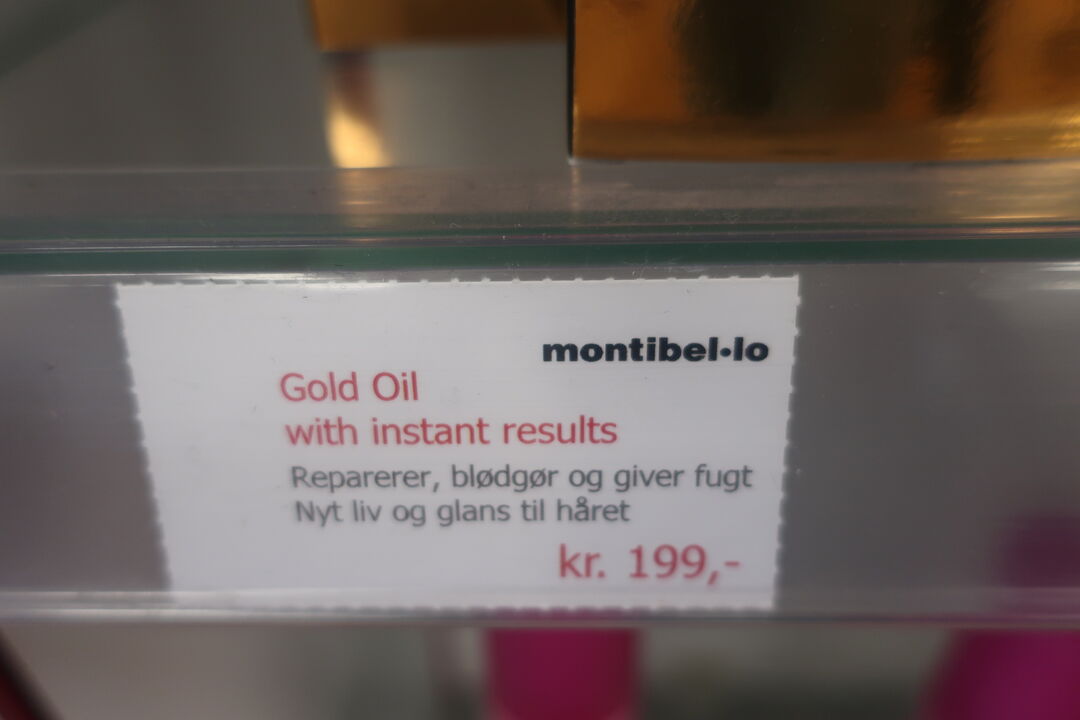 montibel·lo
Gold Oil
with instant results
Reparerer, blødgør og giver fugt
Nyt liv og glans til håret
kr. 199,-